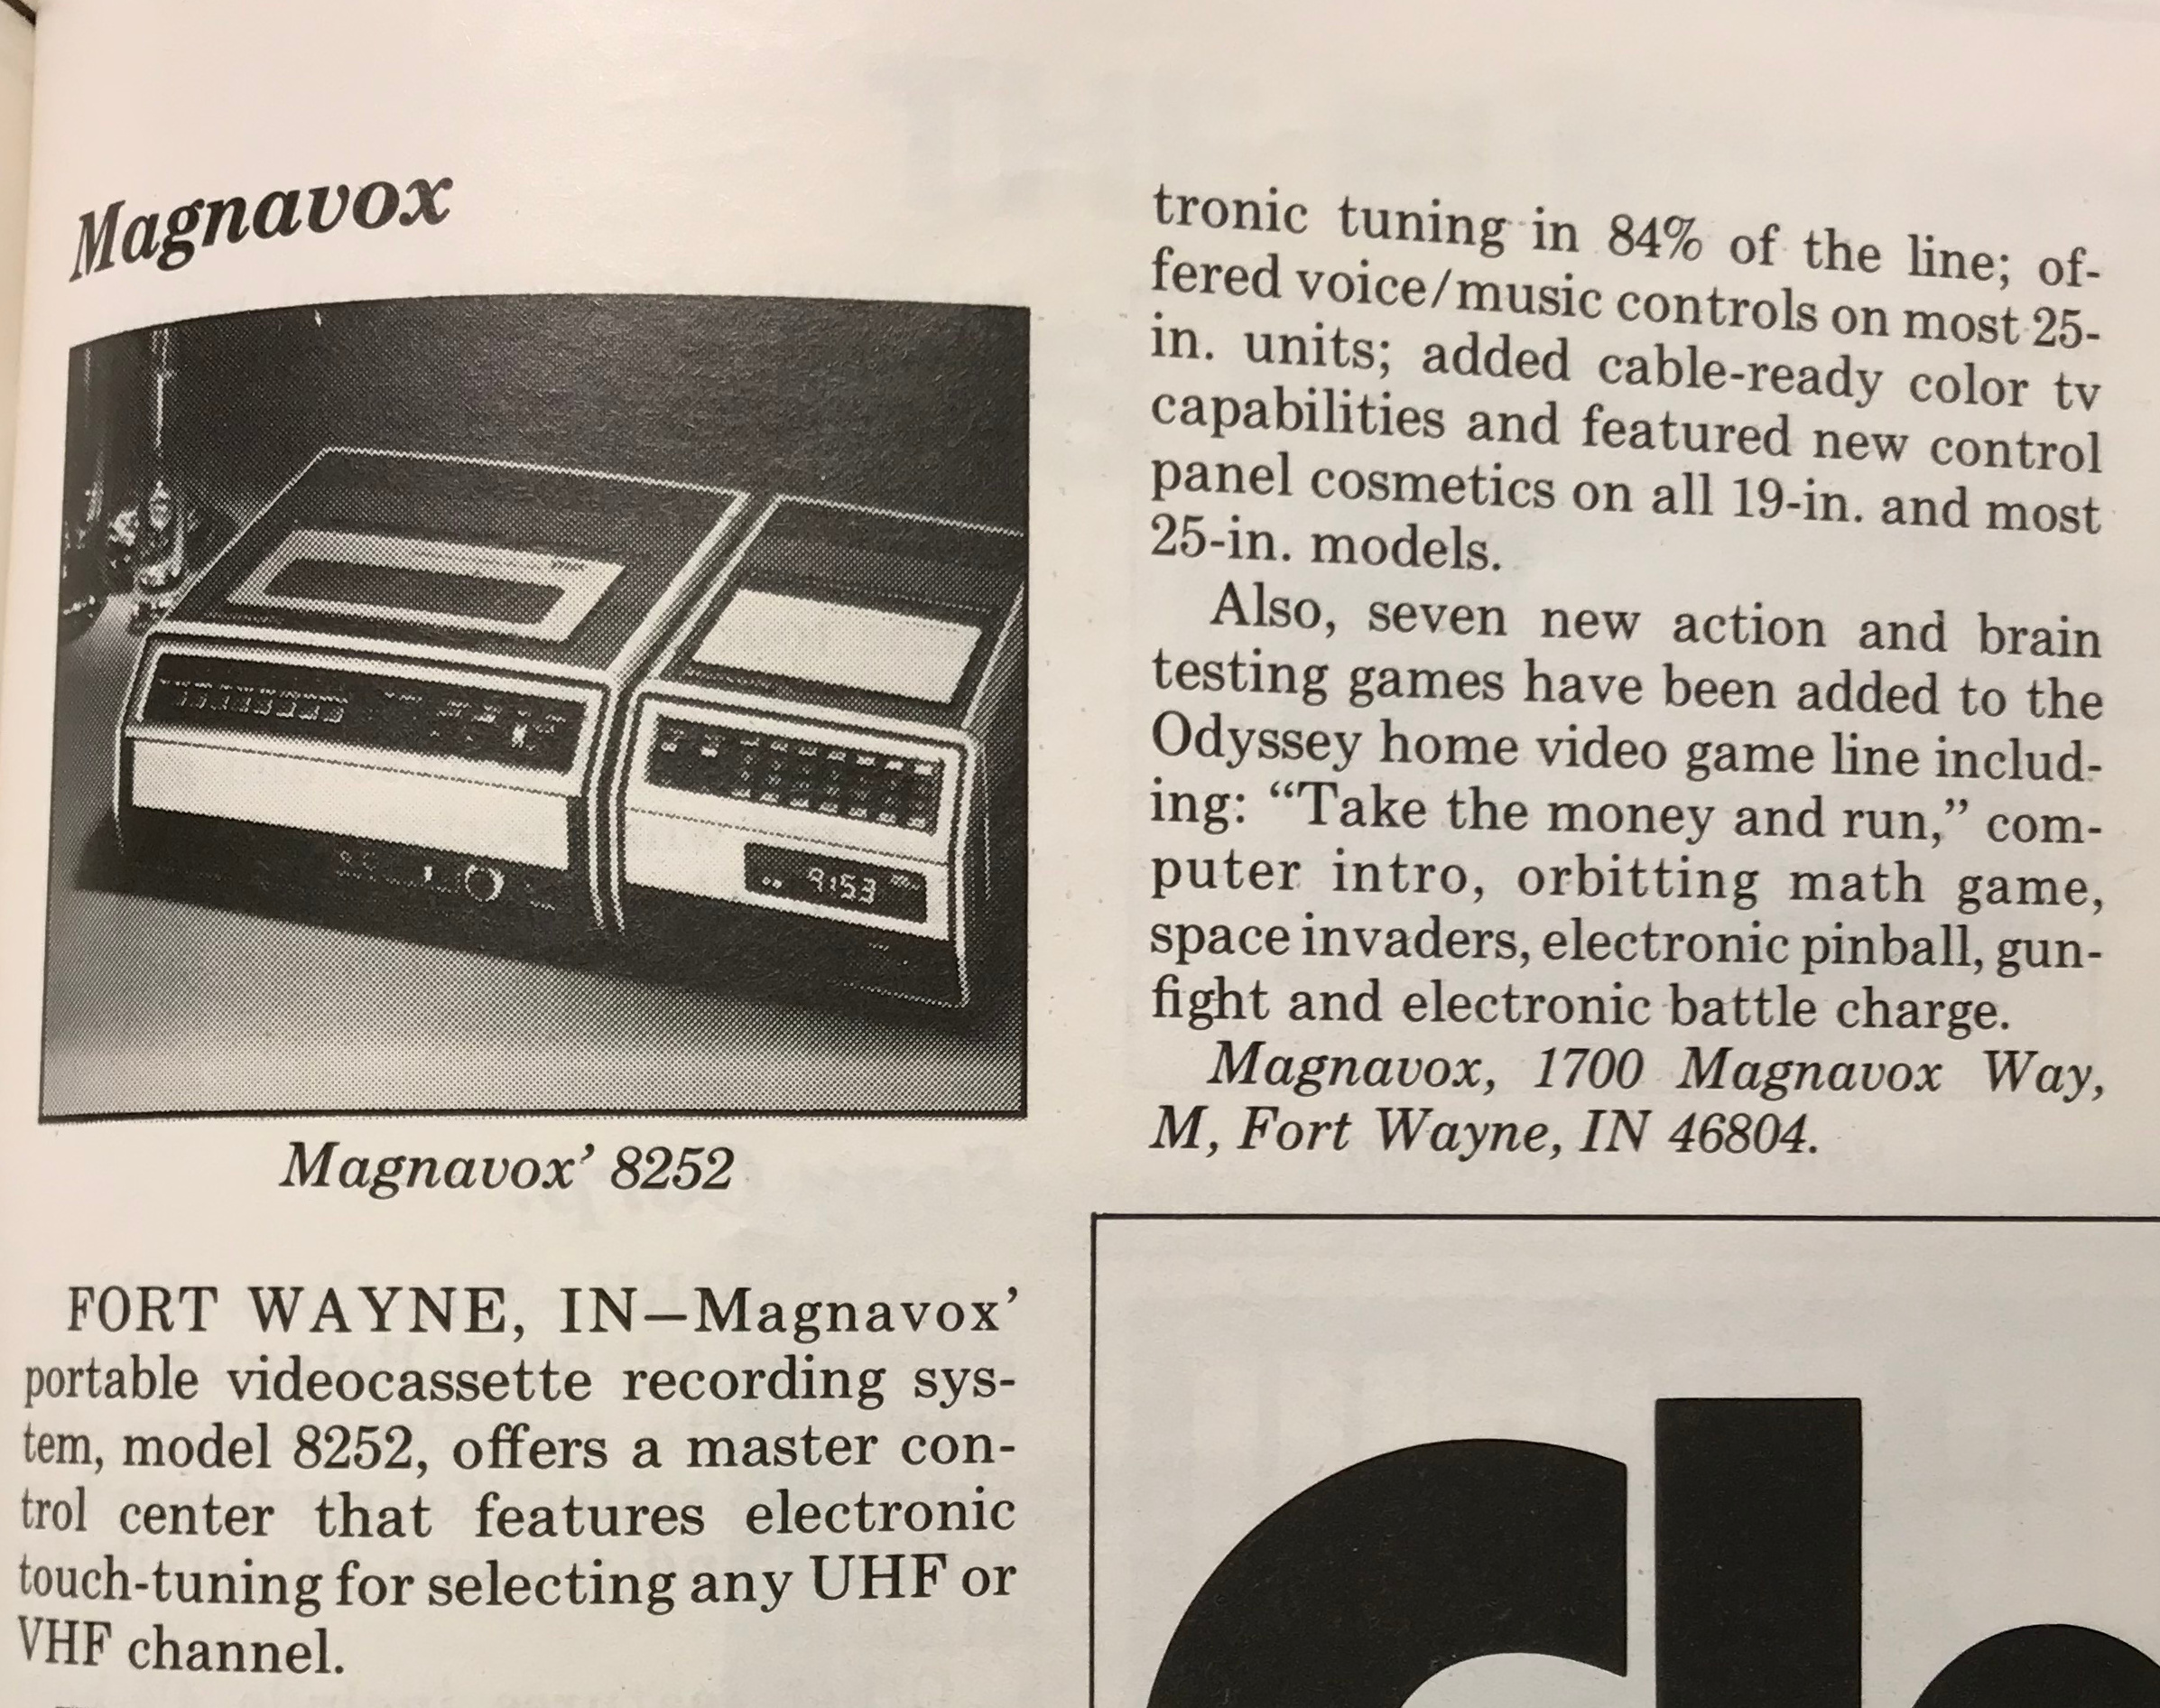 Magnavox
9:53
Magnavox’ 8252
FORT WAYNE, IN—Magnavox’
portable videocassette recording sys-
tem, model 8252, offers a master con-
trol center that features electronic
touch-tuning for selecting any UHF or
VHF channel.
tronic tuning in 84% of the line; of-
fered voice/music controls on most 25-
in. units; added cable-ready color tv
capabilities and featured new control
panel cosmetics on all 19-in. and most
25-in. models.
Also, seven new action and brain
testing games have been added to the
Odyssey home video game line includ-
ing: “Take the money and run,” com-
puter intro, orbitting math game,
space invaders, electronic pinball, gun-
fight and electronic battle charge.
Magnavox, 1700 Magnavox Way,
M, Fort Wayne, IN 46804.